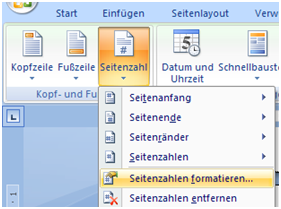 Start Einfügen Seitenlayout Verw
Kopfzeile Fußzeile Seitenzahl Datum und Uhrzeit Schnellbaust
Kopf- und Fu
Seitenanfang
Seitenende
Seitenränder
Seitenzahlen
Seitenzahlen formatieren...
Seitenzahlen entfernen